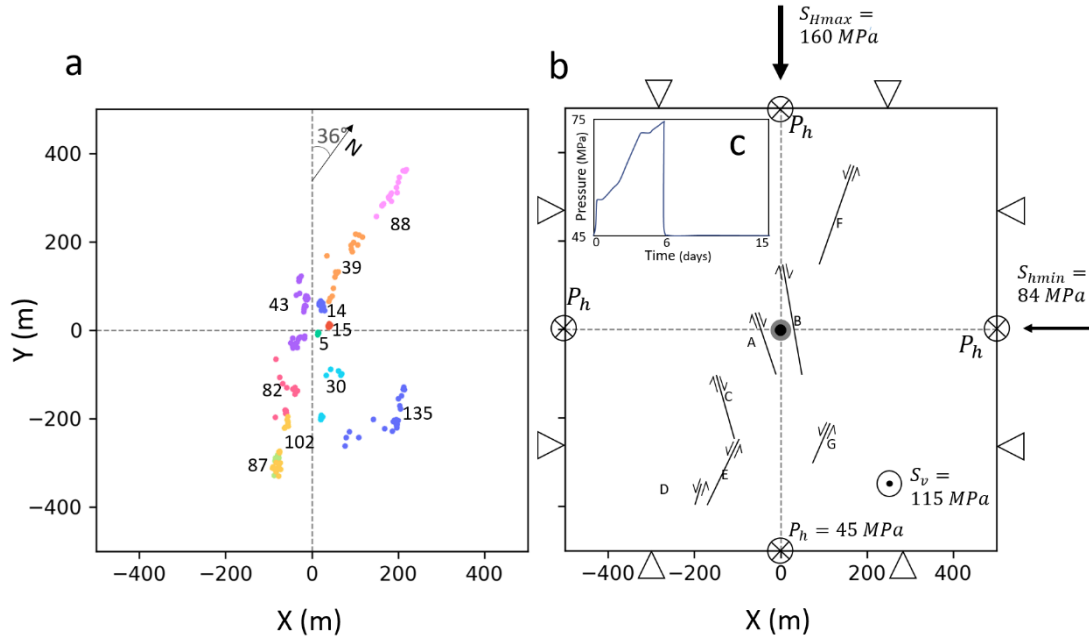 a
36°
N
400
200
0
−200
−400
Y (m)
88
39
43
14
15
5
82
30
135
102
87
−400
−200
0
200
400
X (m)
b
S_Hmax =
160 MPa
P_h
c
75
Pressure (MPa)
45
0
6
15
Time (days)
F
P_h
S_hmin =
84 MPa
P_h
A
B
C
G
D
E
S_v =
115 MPa
P_h = 45 MPa
−400
−200
0
200
400
X (m)